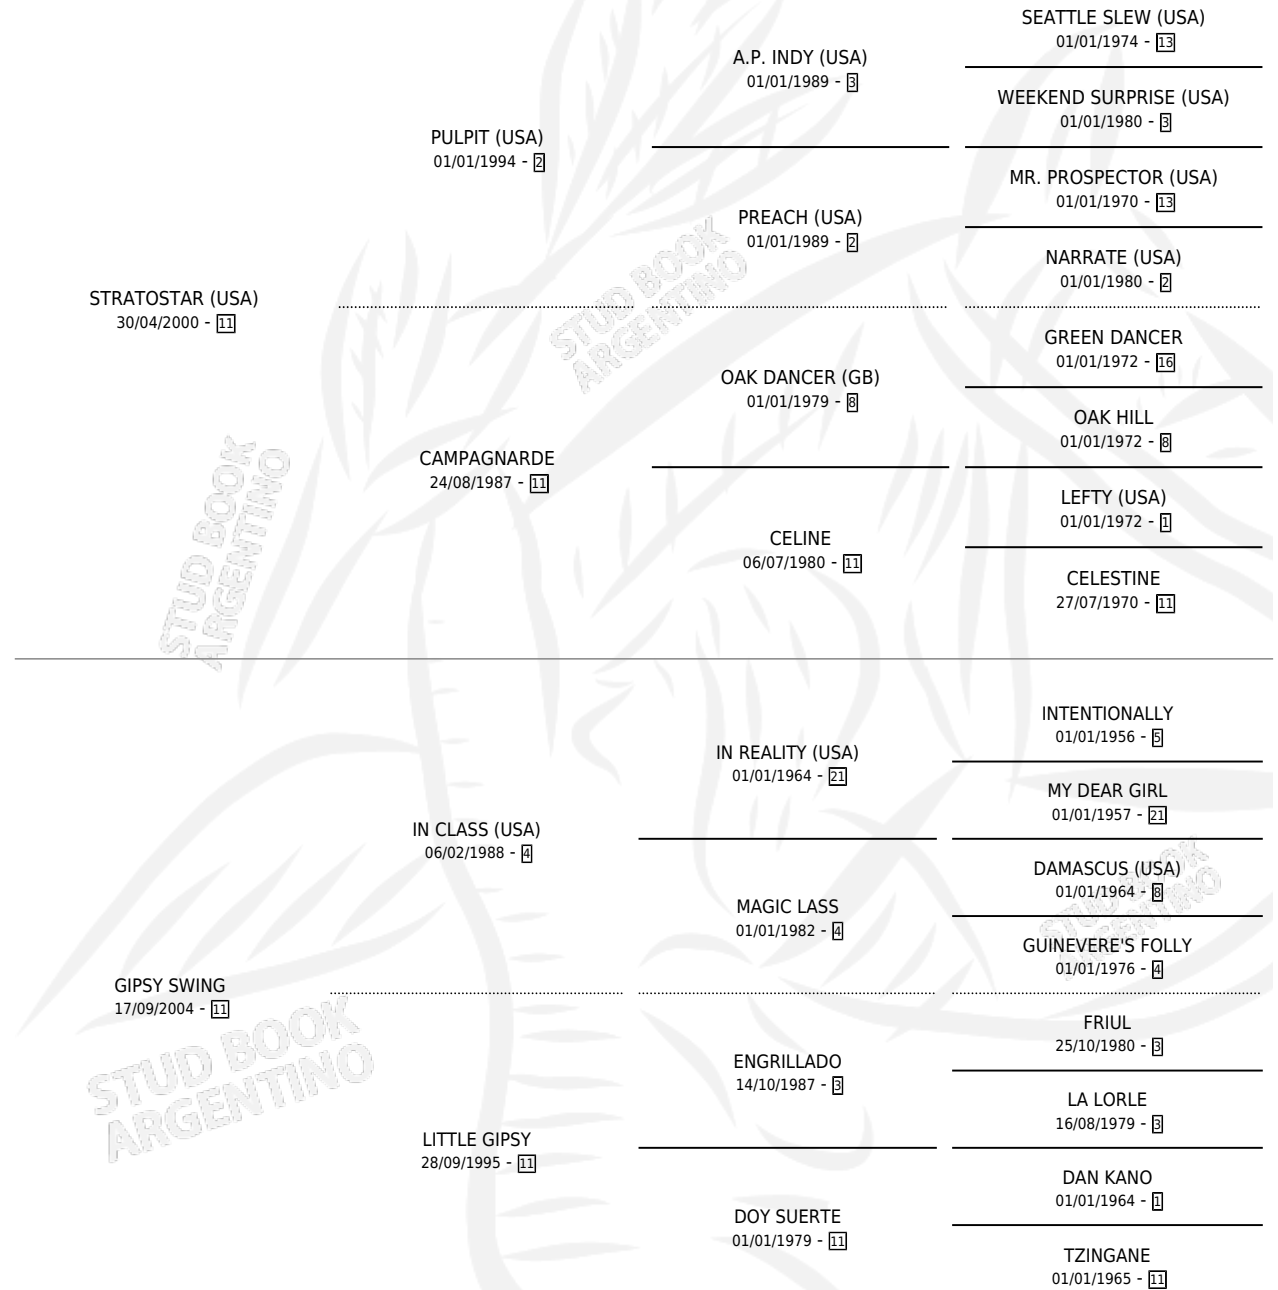 SEATTLE SLEW (USA)
01/01/1974 - 13
A.P. INDY (USA)
01/01/1989 - 3
WEEKEND SURPRISE (USA)
01/01/1980 - 3
PULPIT (USA)
01/01/1994 - 2
MR. PROSPECTOR (USA)
01/01/1970 - 13
PREACH (USA)
01/01/1989 - 2
NARRATE (USA)
01/01/1980 - 2
STRATOSTAR (USA)
30/04/2000 - 11
GREEN DANCER
01/01/1972 - 16
OAK DANCER (GB)
01/01/1979 - 8
OAK HILL
01/01/1972 - 8
CAMPAGNARDE
24/08/1987 - 11
LEFTY (USA)
01/01/1972 - 1
CELINE
06/07/1980 - 11
CELESTINE
27/07/1970 - 11
INTENTIONALLY
01/01/1956 - 5
IN REALITY (USA)
01/01/1964 - 21
MY DEAR GIRL
01/01/1957 - 21
IN CLASS (USA)
06/02/1988 - 4
DAMASCUS (USA)
01/01/1964 - 8
MAGIC LASS
01/01/1982 - 4
GUINEVERE'S FOLLY
01/01/1976 - 4
GIPSY SWING
17/09/2004 - 11
FRIUL
25/10/1980 - 3
ENGRILLADO
14/10/1987 - 3
LA LORLE
16/08/1979 - 3
LITTLE GIPSY
28/09/1995 - 11
DAN KANO
01/01/1964 - 1
DOY SUERTE
01/01/1979 - 11
TZINGANE
01/01/1965 - 11
STUD BOOK
ARGENTINO
STUD BOOK
ARGENTINO
STUD BOOK
ARGENTINO
STUD BOOK
ARGENTINO